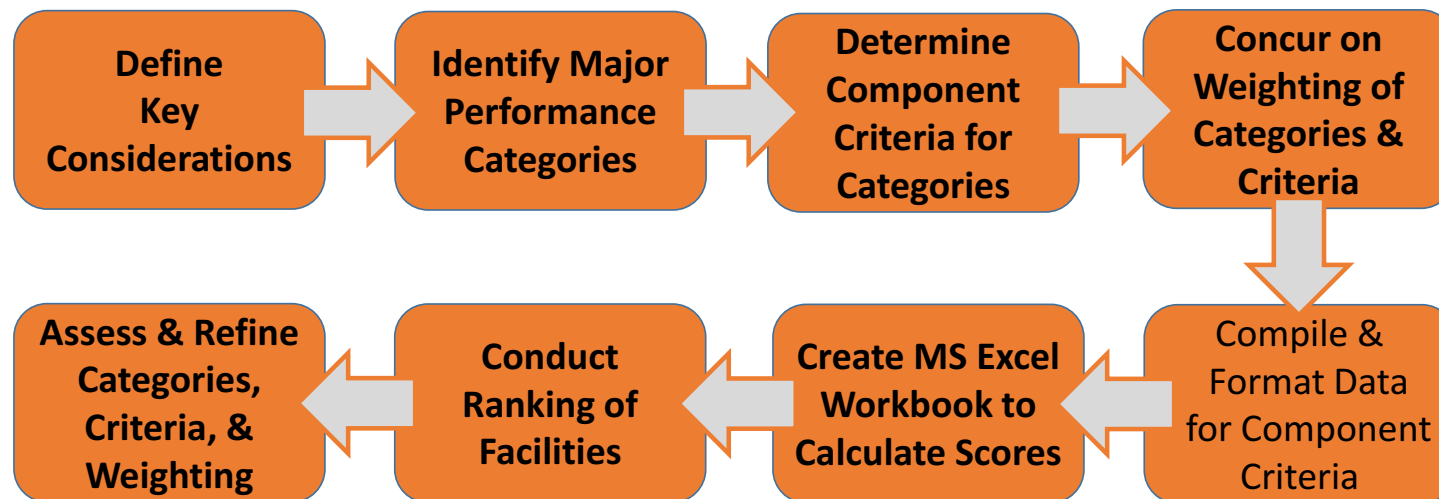 Define
Key
Considerations
Identify Major
Performance
Categories
Determine
Component
Criteria for
Categories
Concur on
Weighting of
Categories &
Criteria
Compile &
Format Data
for Component
Criteria
Create MS Excel
Workbook to
Calculate Scores
Conduct
Ranking of
Facilities
Assess & Refine
Categories,
Criteria, &
Weighting